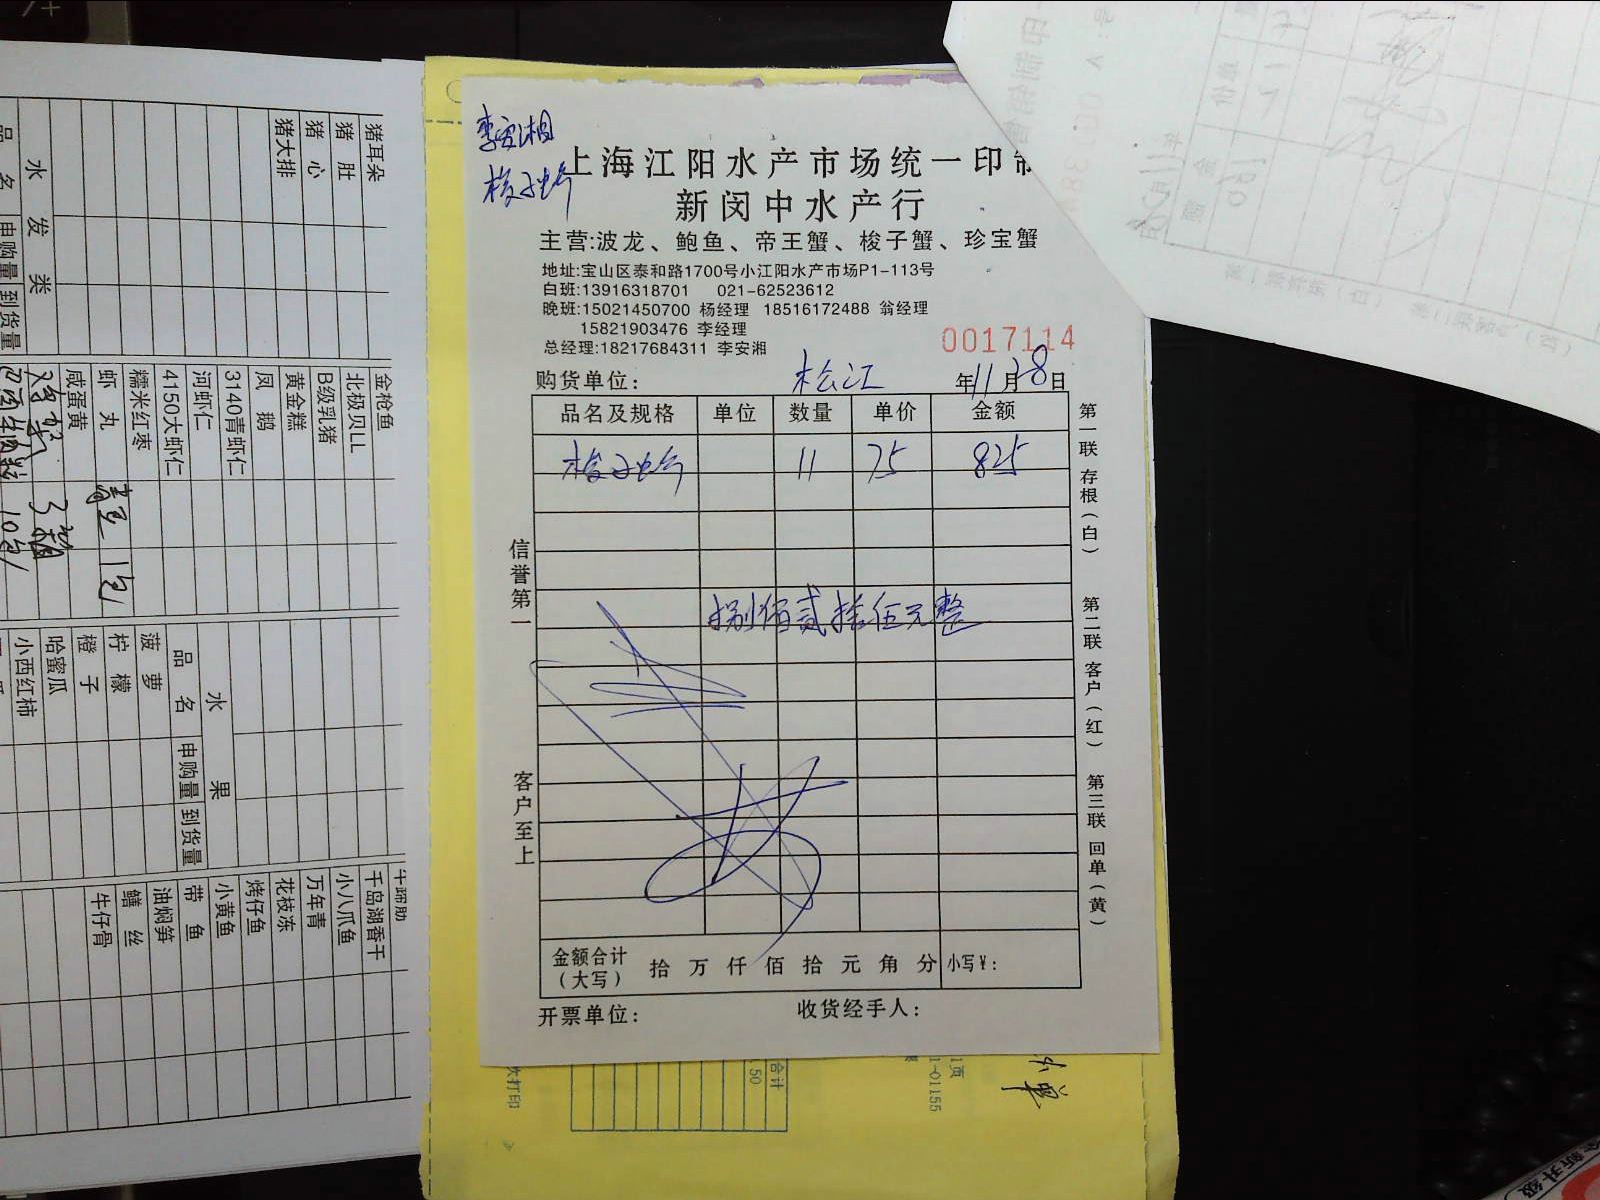 李安湘
梭子蟹
上海江阳水产市场统一印制
新闵中水产行
主营:波龙、鲍鱼、帝王蟹、梭子蟹、珍宝蟹
地址:宝山区泰和路1700号小江阳水产市场P1-113号
白班:13916318701 021-62523612
晚班:15021450700 杨经理 18516172488 翁经理
15821903476 李经理
总经理:18217684311 李安湘
0017114
购货单位: 松江 年11月28日
品名及规格 单位 数量 单价 金额
梭子蟹 11 75 825
捌佰贰拾伍元整
金额合计(大写) 拾 万 仟 佰 拾 元 角 分 小写¥:
开票单位: 收货经手人:
信誉第一 客户至上
第一联 存根(白) 第二联 客户(红) 第三联 回单(黄)
猪耳朵
猪肚
猪心
猪大排
水发类
品名 申购量 到货量
金枪鱼
北极贝LL
B级乳猪
黄金糕
凤鹅
3140青虾仁
河虾仁
4150大虾仁
糯米红枣
虾丸
咸蛋黄
水果
品名 申购量 到货量
菠萝
柠檬
橙子
哈蜜瓜
小西红柿
千岛湖香干
小八爪鱼
万年青
花枝冻
烤仔鱼
小黄鱼
带鱼
油焖笋
鳝丝
牛仔骨
合计
.50
1页
1-01155
次打印